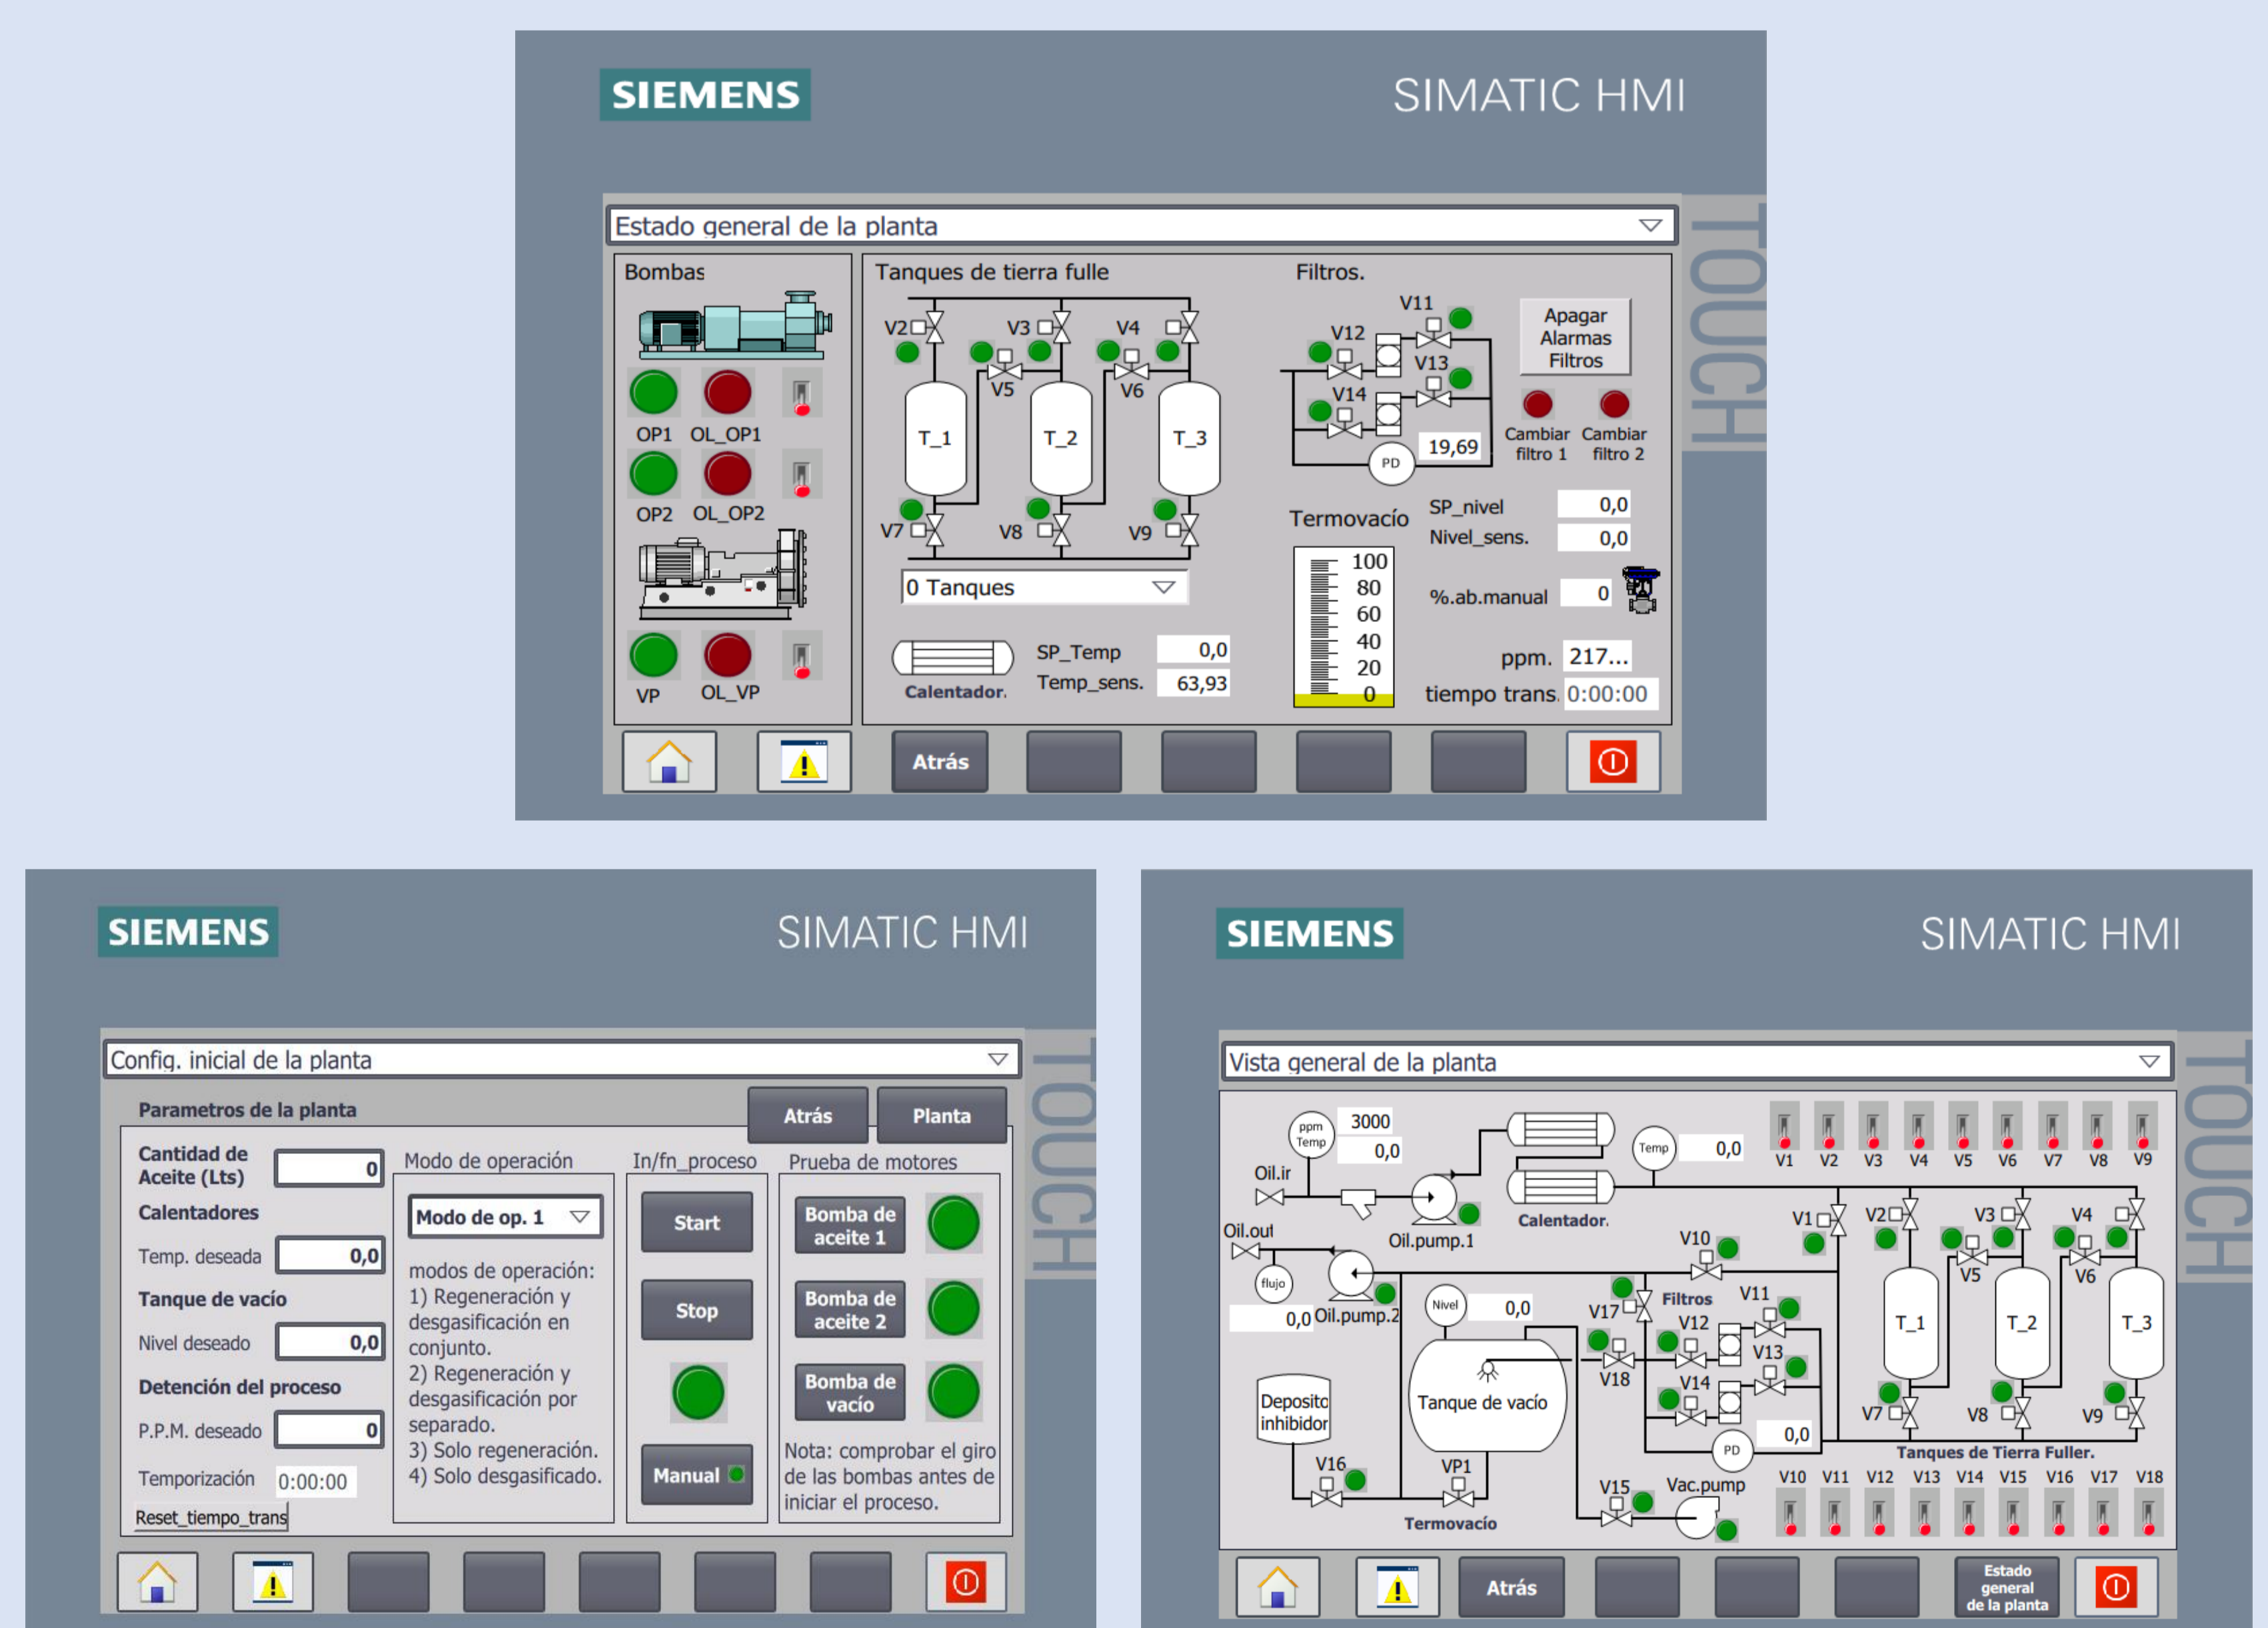 SIEMENS
SIMATIC HMI
TOUCH
Estado general de la planta
Bombas
OP1 OL_OP1
OP2 OL_OP2
VP OL_VP
Tanques de tierra fulle
V2 V3 V4
V5 V6
T_1 T_2 T_3
V7 V8 V9
0 Tanques
Calentador.
SP_Temp 0,0
Temp_sens. 63,93
Filtros.
V11
V12
V13
V14
PD 19,69
Apagar
Alarmas
Filtros
Cambiar
filtro 1
Cambiar
filtro 2
Termovacío
100
80
60
40
20
0
SP_nivel 0,0
Nivel_sens. 0,0
%.ab.manual 0
ppm. 217...
tiempo trans. 0:00:00
Atrás
SIEMENS
SIMATIC HMI
TOUCH
Config. inicial de la planta
Parametros de la planta
Atrás
Planta
Cantidad de
Aceite (Lts) 0
Calentadores
Temp. deseada 0,0
Tanque de vacío
Nivel deseado 0,0
Detención del proceso
P.P.M. deseado 0
Temporización 0:00:00
Reset_tiempo_trans
Modo de operación
Modo de op. 1
modos de operación:
1) Regeneración y
desgasificación en
conjunto.
2) Regeneración y
desgasificación por
separado.
3) Solo regeneración.
4) Solo desgasificado.
In/fn_proceso
Start
Stop
Manual
Prueba de motores
Bomba de
aceite 1
Bomba de
aceite 2
Bomba de
vacío
Nota: comprobar el giro
de las bombas antes de
iniciar el proceso.
SIEMENS
SIMATIC HMI
TOUCH
Vista general de la planta
ppm
Temp
3000
0,0
Oil.ir
Oil.pump.1
Calentador.
Temp 0,0
V1 V2 V3 V4 V5 V6 V7 V8 V9
Oil.out
flujo
0,0
Oil.pump.2
V10
V1
V2 V3 V4
V5 V6
T_1 T_2 T_3
V7 V8 V9
Tanques de Tierra Fuller.
Nivel 0,0
Tanque de vacío
Deposito
inhibidor
V16
VP1
Termovacío
V17
V18
Filtros
V11
V12
V13
V14
PD 0,0
V15
Vac.pump
V10 V11 V12 V13 V14 V15 V16 V17 V18
Atrás
Estado
general
de la planta